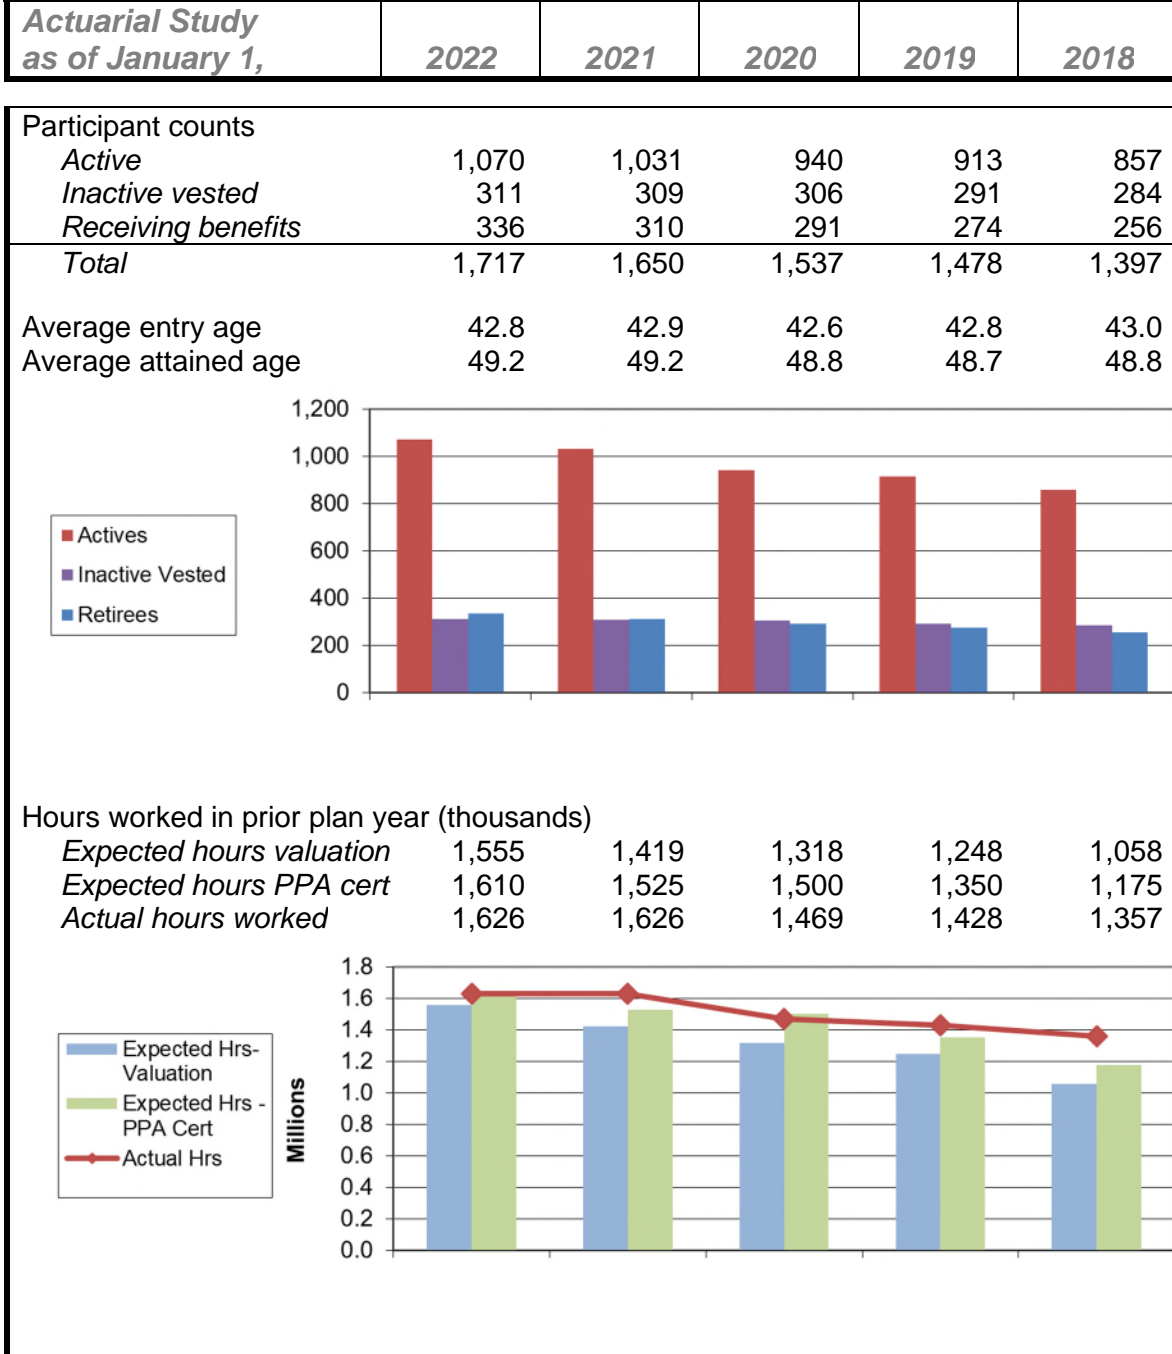 Actuarial Study
as of January 1, 2022 2021 2020 2019 2018
Participant counts
Active 1,070 1,031 940 913 857
Inactive vested 311 309 306 291 284
Receiving benefits 336 310 291 274 256
Total 1,717 1,650 1,537 1,478 1,397
Average entry age 42.8 42.9 42.6 42.8 43.0
Average attained age 49.2 49.2 48.8 48.7 48.8
1,200
1,000
800
600
400
200
0
Actives
Inactive Vested
Retirees
Hours worked in prior plan year (thousands)
Expected hours valuation 1,555 1,419 1,318 1,248 1,058
Expected hours PPA cert 1,610 1,525 1,500 1,350 1,175
Actual hours worked 1,626 1,626 1,469 1,428 1,357
1.8
1.6
1.4
1.2
1.0
0.8
0.6
0.4
0.2
0.0
Millions
Expected Hrs-
Valuation
Expected Hrs -
PPA Cert
Actual Hrs